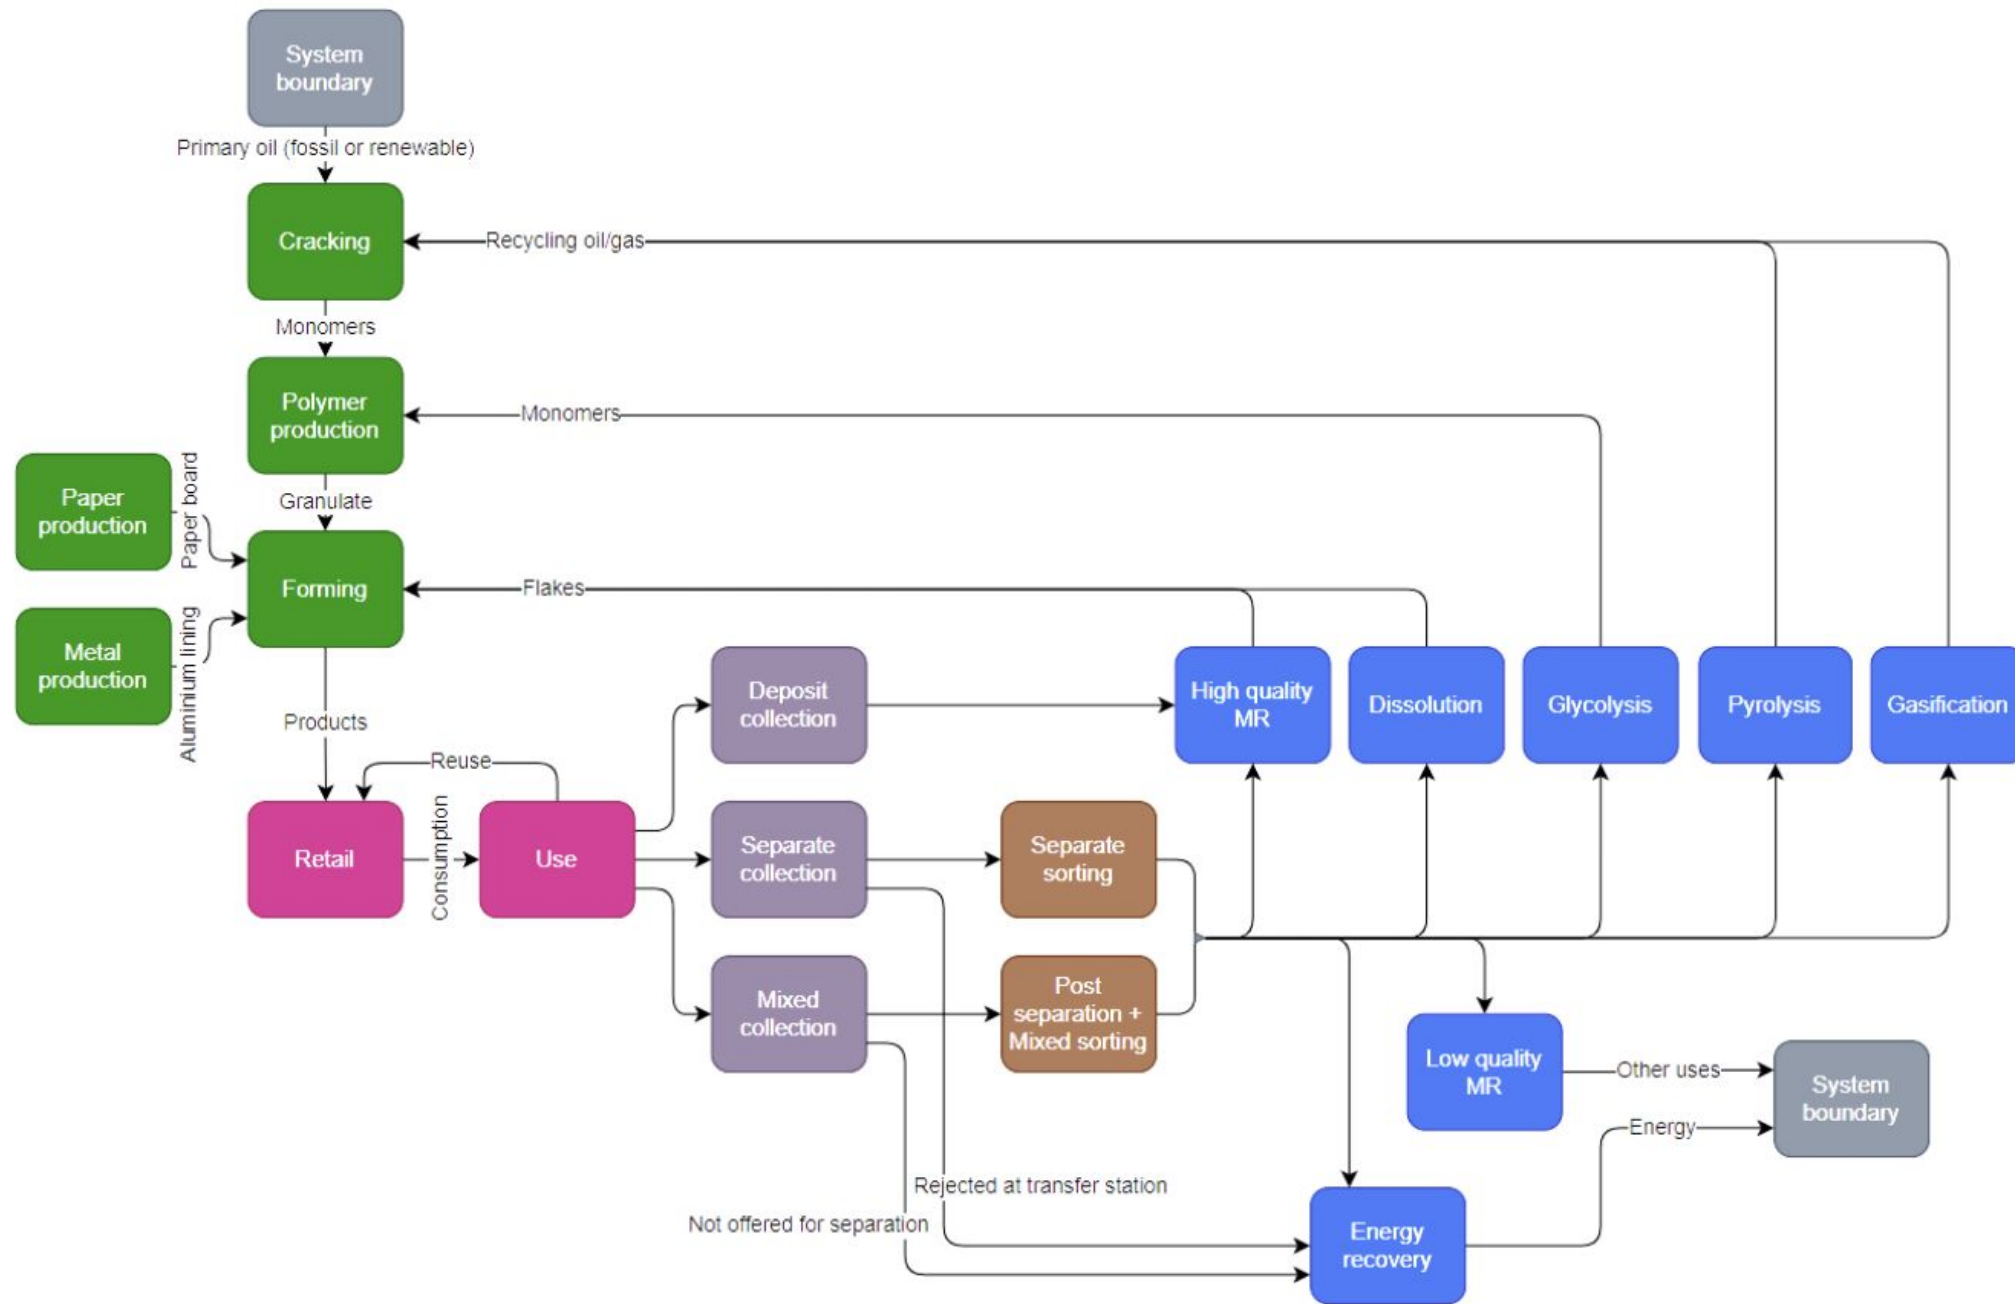 System
boundary
Primary oil (fossil or renewable)
Cracking
Recycling oil/gas
Monomers
Polymer
production
Monomers
Granulate
Paper
production
Paper board
Forming
Flakes
Metal
production
Aluminium lining
Products
Deposit
collection
High quality
MR
Dissolution
Glycolysis
Pyrolysis
Gasification
Reuse
Retail
Consumption
Use
Separate
collection
Separate
sorting
Mixed
collection
Post
separation +
Mixed sorting
Low quality
MR
Other uses
System
boundary
Energy
Rejected at transfer station
Not offered for separation
Energy
recovery